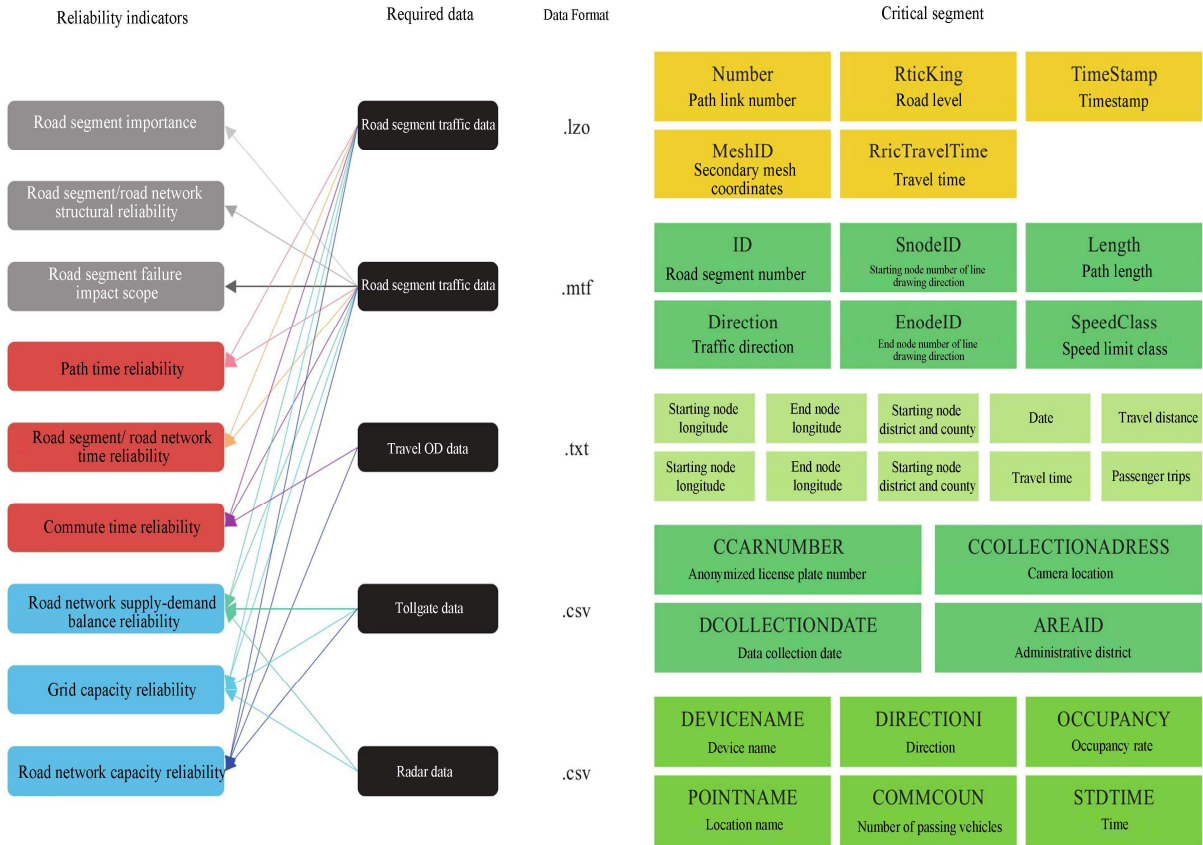 Reliability indicators
Required data
Data Format
Critical segment
Road segment importance
Road segment/road network
structural reliability
Road segment failure
impact scope
Path time reliability
Road segment/ road network
time reliability
Commute time reliability
Road network supply-demand
balance reliability
Grid capacity reliability
Road network capacity reliability
Road segment traffic data
Road segment traffic data
Travel OD data
Tollgate data
Radar data
.lzo
.mtf
.txt
.csv
.csv
Number
Path link number
RticKing
Road level
TimeStamp
Timestamp
MeshID
Secondary mesh
coordinates
RricTravelTime
Travel time
ID
Road segment number
SnodeID
Starting node number of line
drawing direction
Length
Path length
Direction
Traffic direction
EnodeID
End node number of line
drawing direction
SpeedClass
Speed limit class
Starting node
longitude
End node
longitude
Starting node
district and county
Date
Travel distance
Starting node
longitude
End node
longitude
Starting node
district and county
Travel time
Passenger trips
CCARNUMBER
Anonymized license plate number
CCOLLECTIONADRESS
Camera location
DCOLLECTIONDATE
Data collection date
AREAID
Administrative district
DEVICENAME
Device name
DIRECTIONI
Direction
OCCUPANCY
Occupancy rate
POINTNAME
Location name
COMMCOUN
Number of passing vehicles
STDTIME
Time